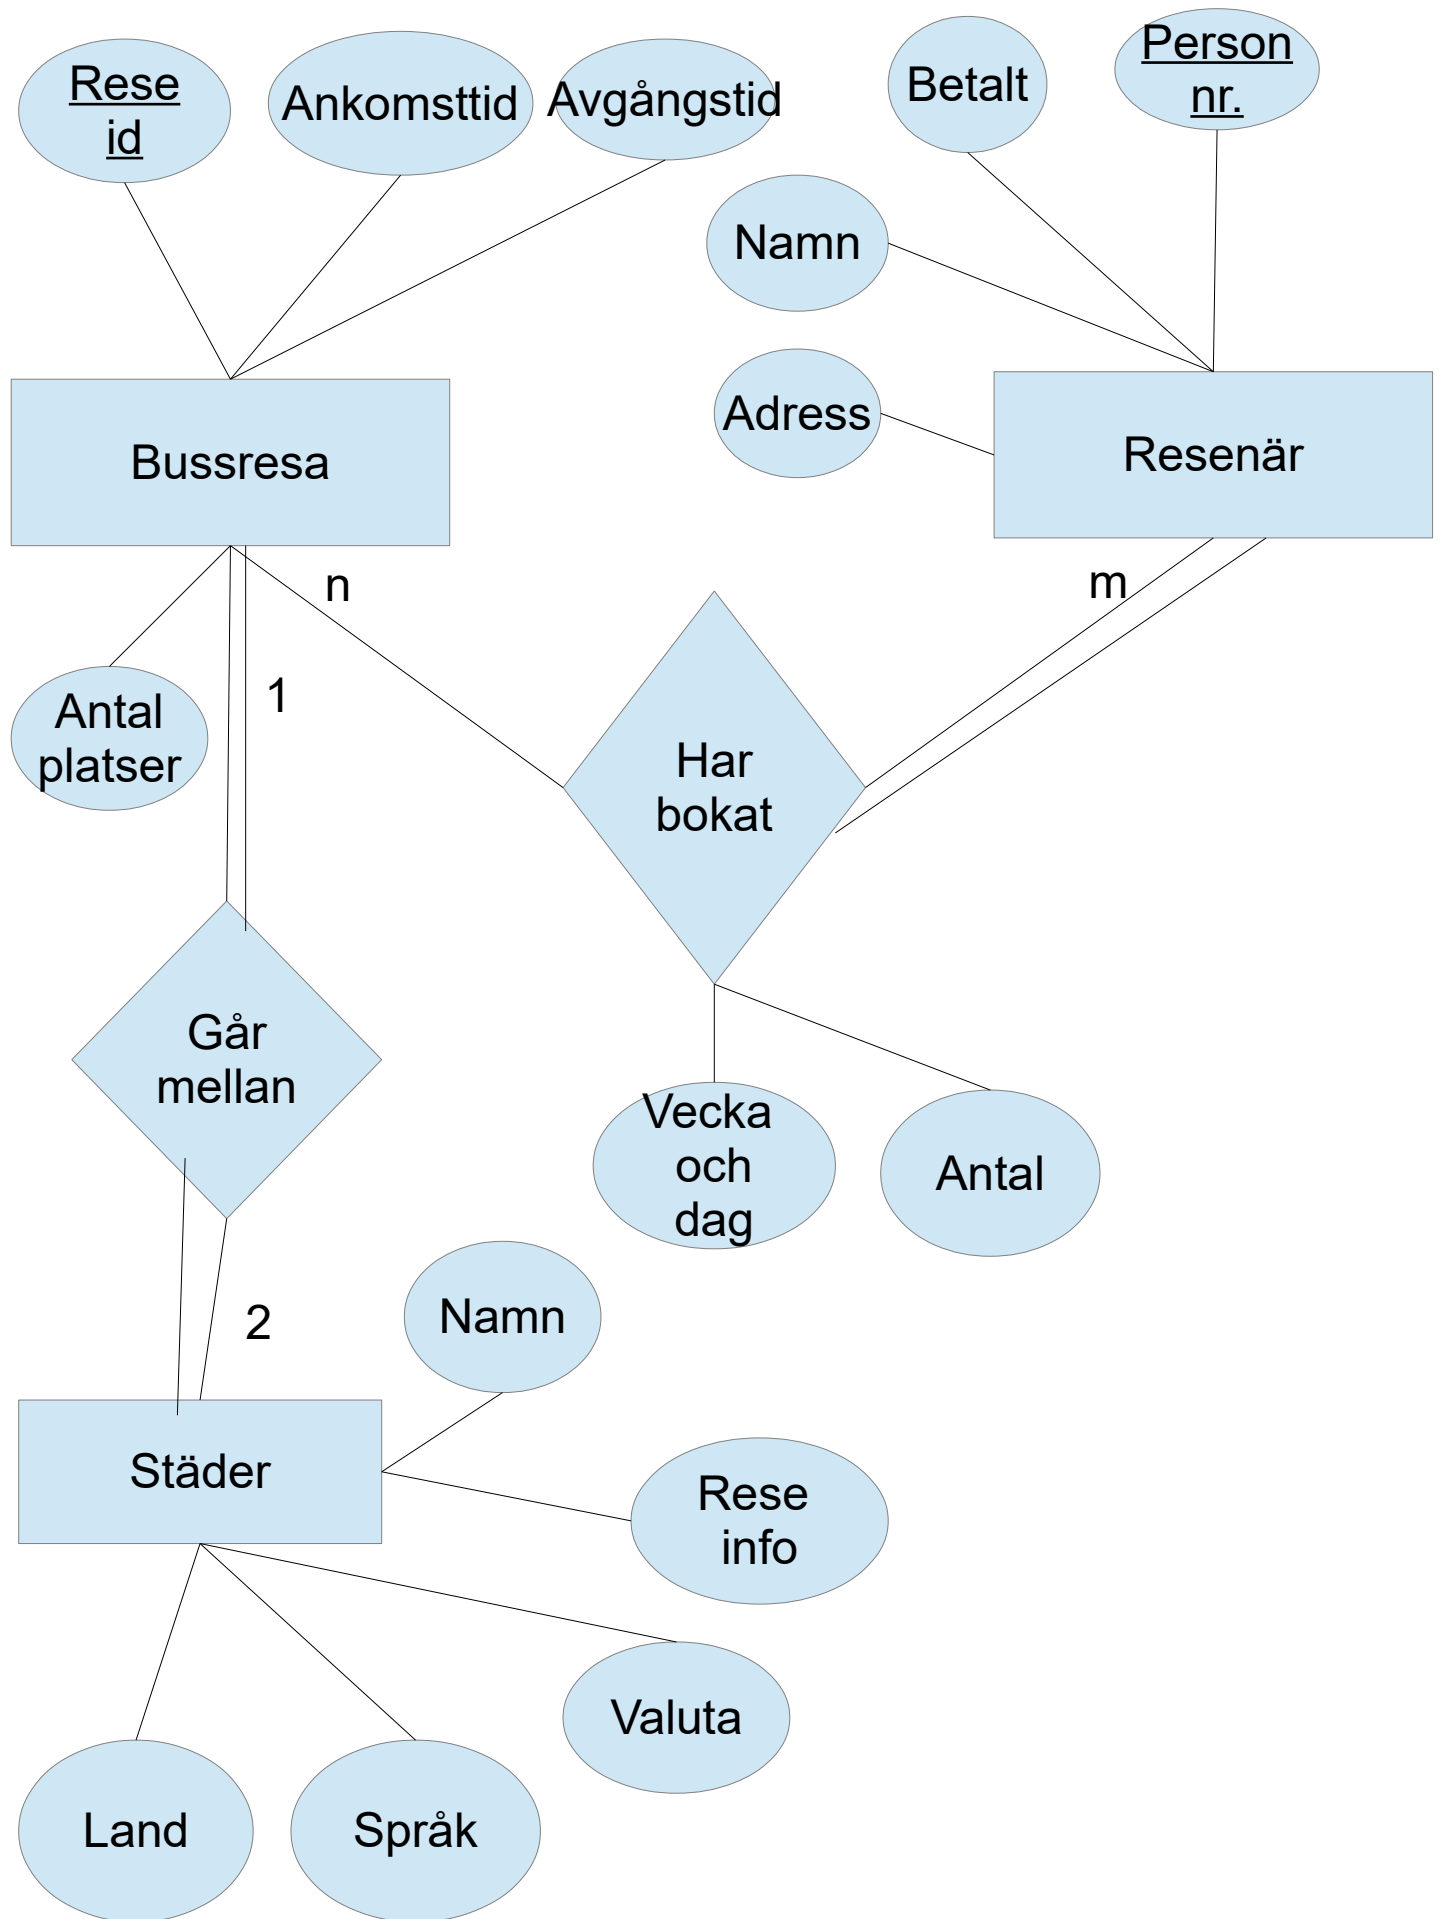 Rese
id
Ankomsttid
Avgångstid
Betalt
Person
nr.
Namn
Adress
Bussresa
Resenär
n
m
1
Antal
platser
Har
bokat
Går
mellan
Vecka
och
dag
Antal
2
Namn
Städer
Rese
info
Valuta
Land
Språk